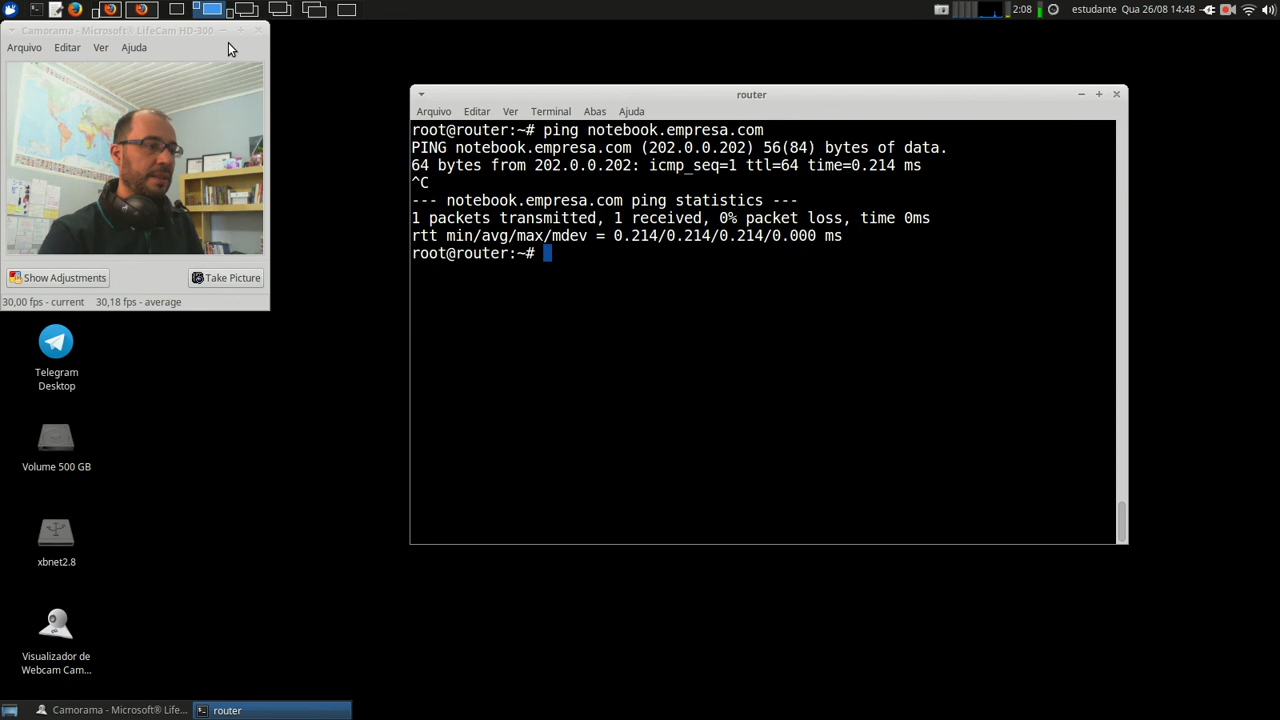 2:08 estudante Qua 26/08 14:48
Camorama - Microsoft® LifeCam HD-300
Arquivo Editar Ver Ajuda
Show Adjustments Take Picture
30,00 fps - current 30,18 fps - average
Telegram
Desktop
Volume 500 GB
xbnet2.8
Visualizador de
Webcam Cam...
router
Arquivo Editar Ver Terminal Abas Ajuda
root@router:~# ping notebook.empresa.com
PING notebook.empresa.com (202.0.0.202) 56(84) bytes of data.
64 bytes from 202.0.0.202: icmp_seq=1 ttl=64 time=0.214 ms
^C
--- notebook.empresa.com ping statistics ---
1 packets transmitted, 1 received, 0% packet loss, time 0ms
rtt min/avg/max/mdev = 0.214/0.214/0.214/0.000 ms
root@router:~#
Camorama - Microsoft® Life... router